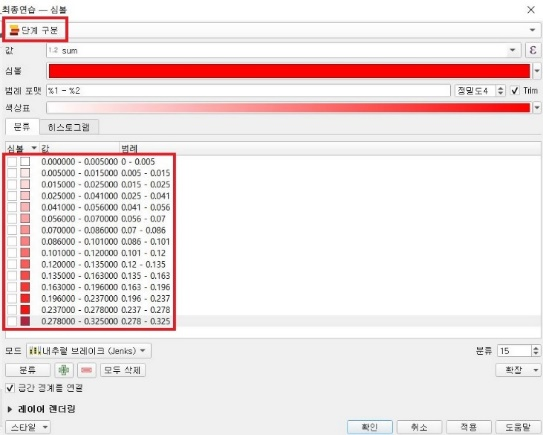 최종연습 — 심볼
단계 구분
값 1.2 sum ε
심볼
범례 포맷 %1 - %2 정밀도4 Trim
색상표
분류 히스토그램
심볼 값 범례
0.000000 - 0.005000 0 - 0.005
0.005000 - 0.015000 0.005 - 0.015
0.015000 - 0.025000 0.015 - 0.025
0.025000 - 0.041000 0.025 - 0.041
0.041000 - 0.056000 0.041 - 0.056
0.056000 - 0.070000 0.056 - 0.07
0.070000 - 0.086000 0.07 - 0.086
0.086000 - 0.101000 0.086 - 0.101
0.101000 - 0.120000 0.101 - 0.12
0.120000 - 0.135000 0.12 - 0.135
0.135000 - 0.163000 0.135 - 0.163
0.163000 - 0.196000 0.163 - 0.196
0.196000 - 0.237000 0.196 - 0.237
0.237000 - 0.278000 0.237 - 0.278
0.278000 - 0.325000 0.278 - 0.325
모드 내추럴 브레이크 (Jenks) 분류 15
분류 모두 삭제 확장
급간 경계를 연결
레이어 렌더링
스타일 확인 취소 적용 도움말